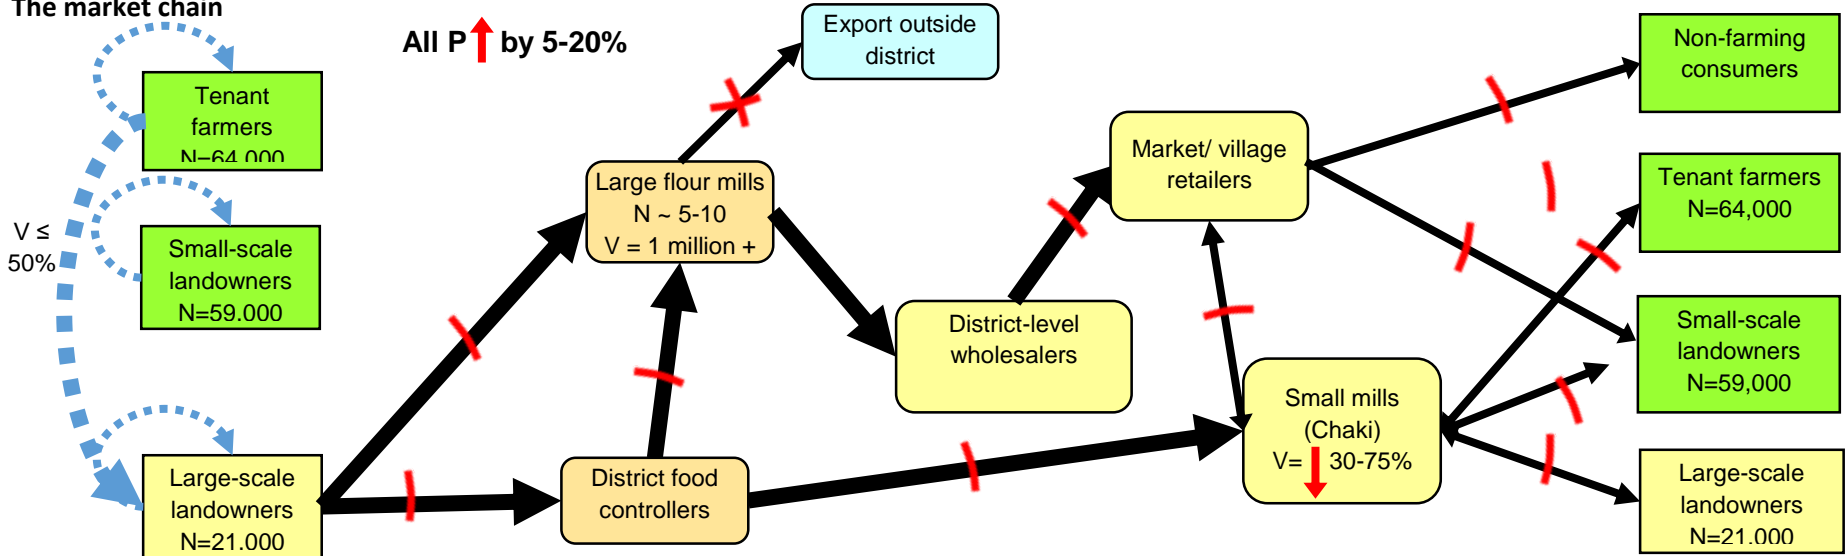 The market chain
All P by 5-20%
Export outside
district
Non-farming
consumers
Tenant
farmers
N=64,000
Market/ village
retailers
Large flour mills
N ~ 5-10
V = 1 million +
Tenant farmers
N=64,000
V ≤
50%
Small-scale
landowners
N=59.000
District-level
wholesalers
Small-scale
landowners
N=59,000
Small mills
(Chaki)
V= 30-75%
Large-scale
landowners
N=21.000
District food
controllers
Large-scale
landowners
N=21.000